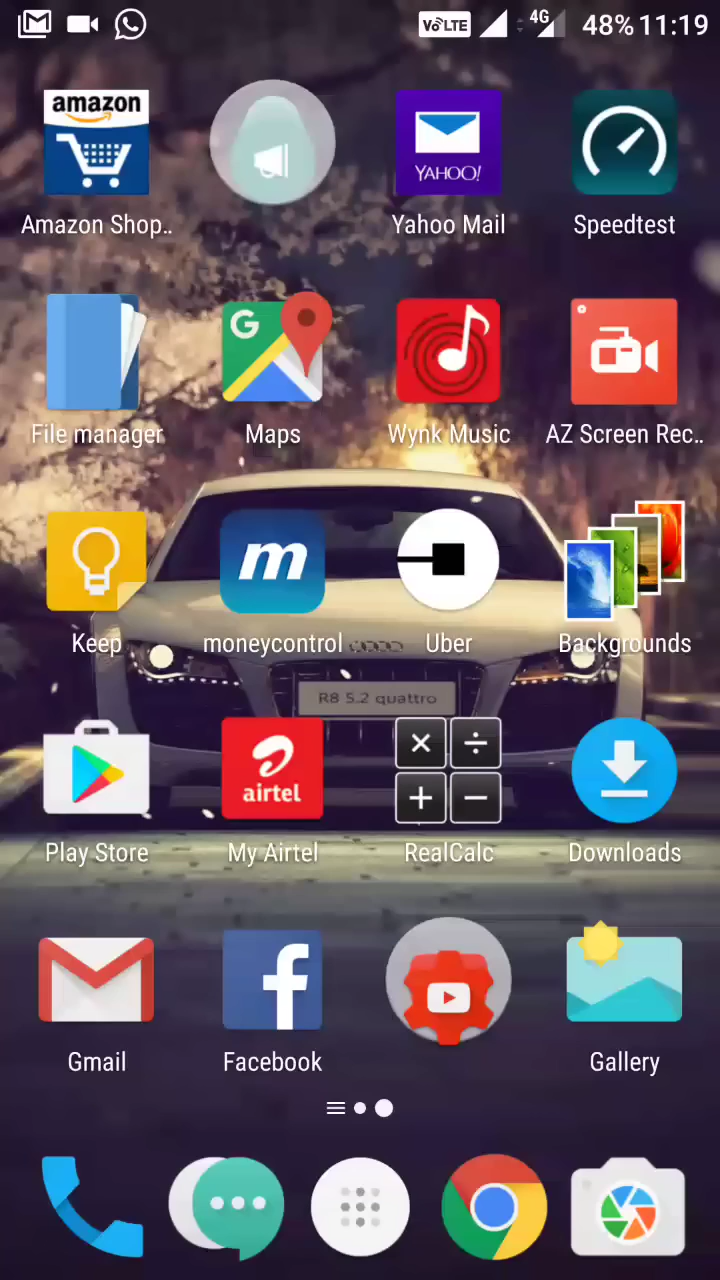 VoLTE 4G 48% 11:19
amazon
YAHOO!
Amazon Shop..
Yahoo Mail
Speedtest
G
File manager
Maps
Wynk Music
AZ Screen Rec..
m
Keep
moneycontrol
Uber
Backgrounds
R8 5.2 quattro
airtel
× ÷
+ −
Play Store
My Airtel
RealCalc
Downloads
f
Gmail
Facebook
Gallery